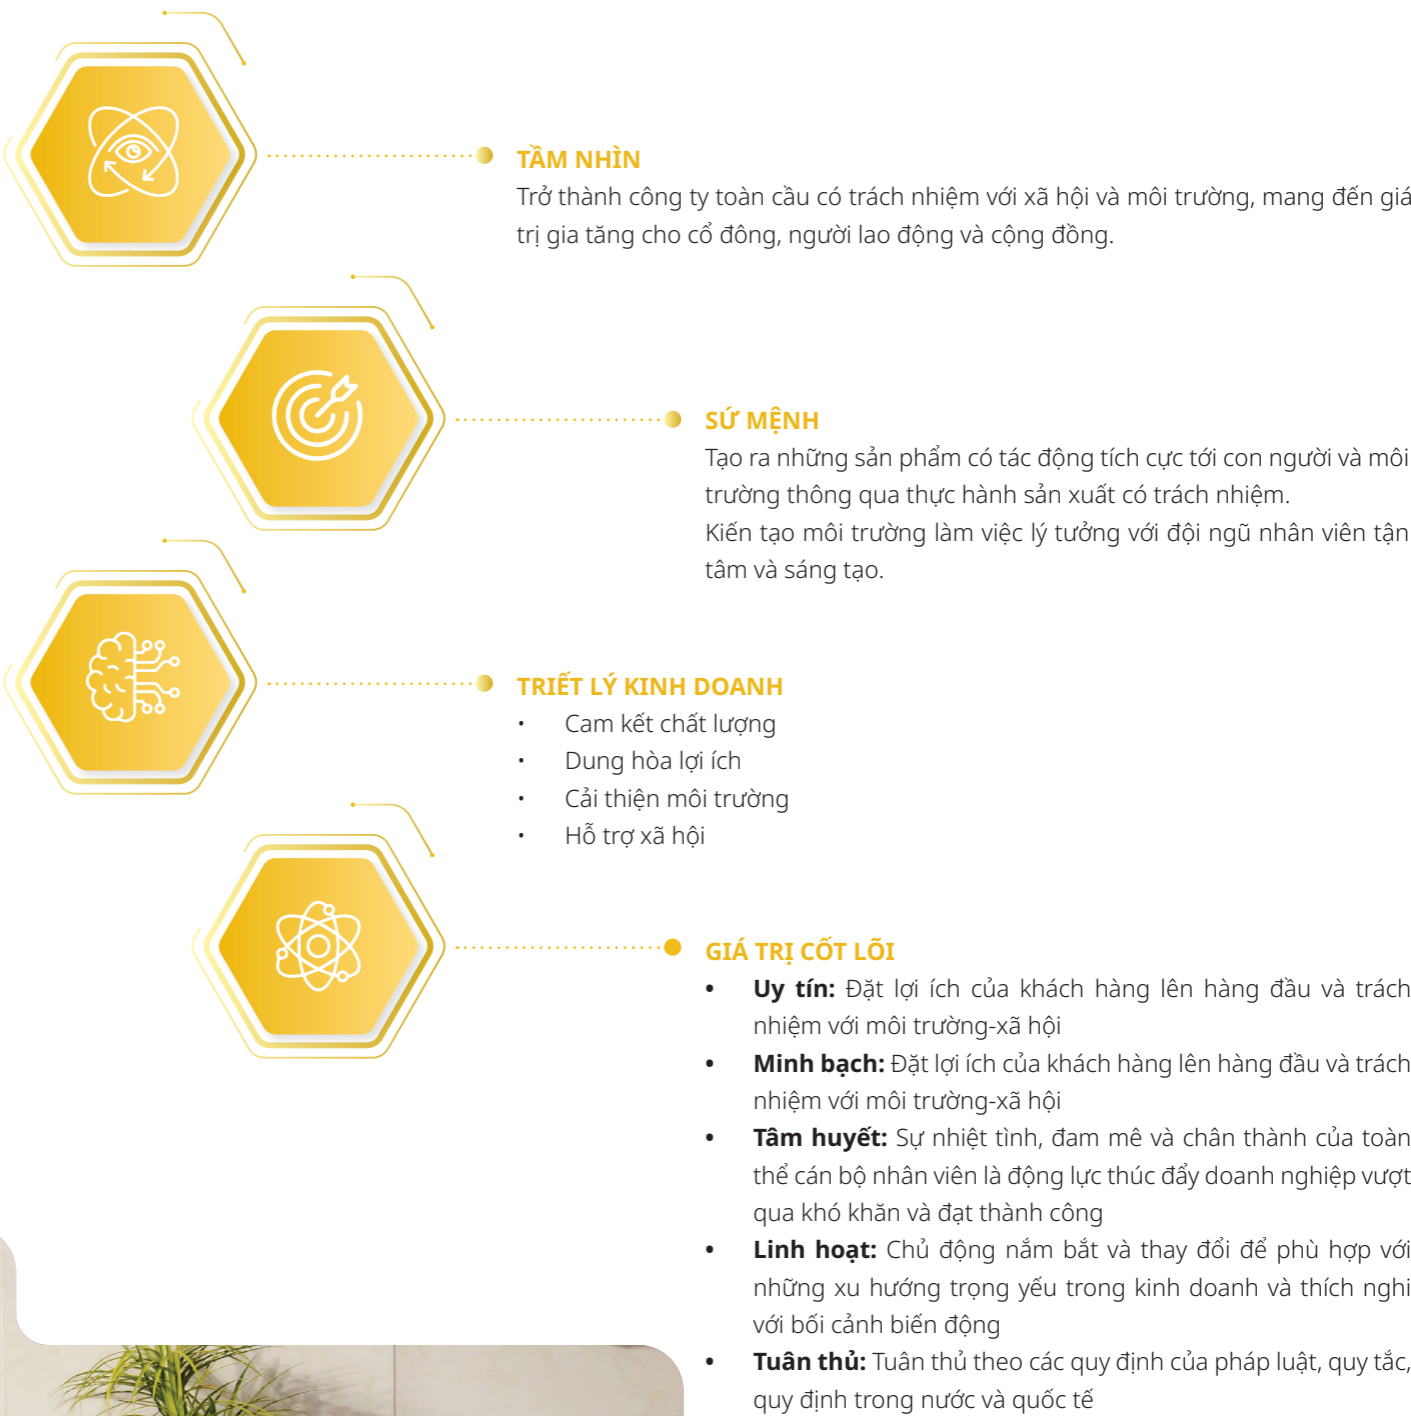 TẦM NHÌN
Trở thành công ty toàn cầu có trách nhiệm với xã hội và môi trường, mang đến giá
trị gia tăng cho cổ đông, người lao động và cộng đồng.
SỨ MỆNH
Tạo ra những sản phẩm có tác động tích cực tới con người và môi
trường thông qua thực hành sản xuất có trách nhiệm.
Kiến tạo môi trường làm việc lý tưởng với đội ngũ nhân viên tận
tâm và sáng tạo.
TRIẾT LÝ KINH DOANH
• Cam kết chất lượng
• Dung hòa lợi ích
• Cải thiện môi trường
• Hỗ trợ xã hội
GIÁ TRỊ CỐT LÕI
• Uy tín: Đặt lợi ích của khách hàng lên hàng đầu và trách
nhiệm với môi trường-xã hội
• Minh bạch: Đặt lợi ích của khách hàng lên hàng đầu và trách
nhiệm với môi trường-xã hội
• Tâm huyết: Sự nhiệt tình, đam mê và chân thành của toàn
thể cán bộ nhân viên là động lực thúc đẩy doanh nghiệp vượt
qua khó khăn và đạt thành công
• Linh hoạt: Chủ động nắm bắt và thay đổi để phù hợp với
những xu hướng trọng yếu trong kinh doanh và thích nghi
với bối cảnh biến động
• Tuân thủ: Tuân thủ theo các quy định của pháp luật, quy tắc,
quy định trong nước và quốc tế